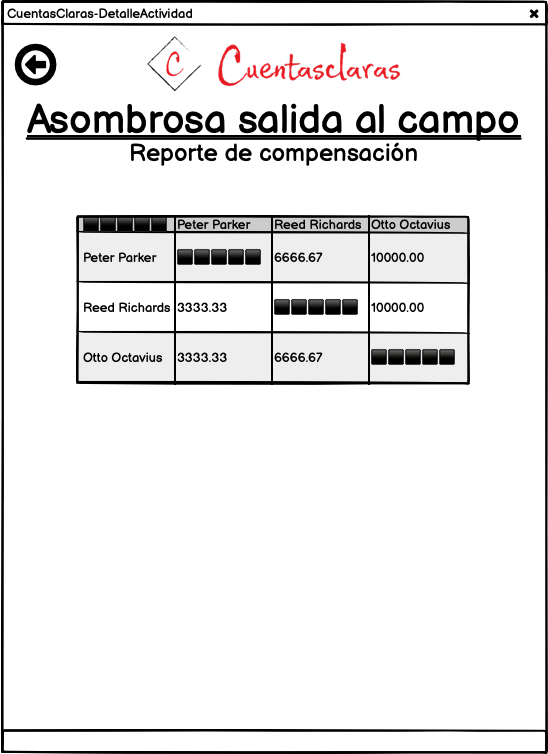 CuentasClaras-DetalleActividad
C Cuentasclaras
Asombrosa salida al campo
Reporte de compensación
Peter Parker Reed Richards Otto Octavius
Peter Parker 6666.67 10000.00
Reed Richards 3333.33 10000.00
Otto Octavius 3333.33 6666.67